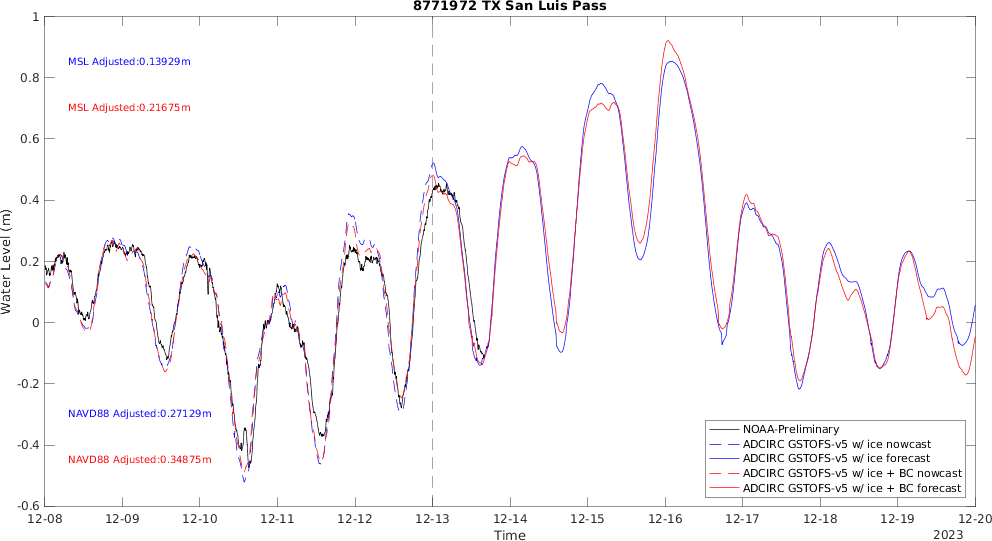 8771972 TX San Luis Pass
1
0.8
0.6
0.4
0.2
0
-0.2
-0.4
-0.6
Water Level (m)
MSL Adjusted:0.13929m
MSL Adjusted:0.21675m
NAVD88 Adjusted:0.27129m
NAVD88 Adjusted:0.34875m
NOAA-Preliminary
ADCIRC GSTOFS-v5 w/ ice nowcast
ADCIRC GSTOFS-v5 w/ ice forecast
ADCIRC GSTOFS-v5 w/ ice + BC nowcast
ADCIRC GSTOFS-v5 w/ ice + BC forecast
12-08 12-09 12-10 12-11 12-12 12-13 12-14 12-15 12-16 12-17 12-18 12-19 12-20
Time
2023